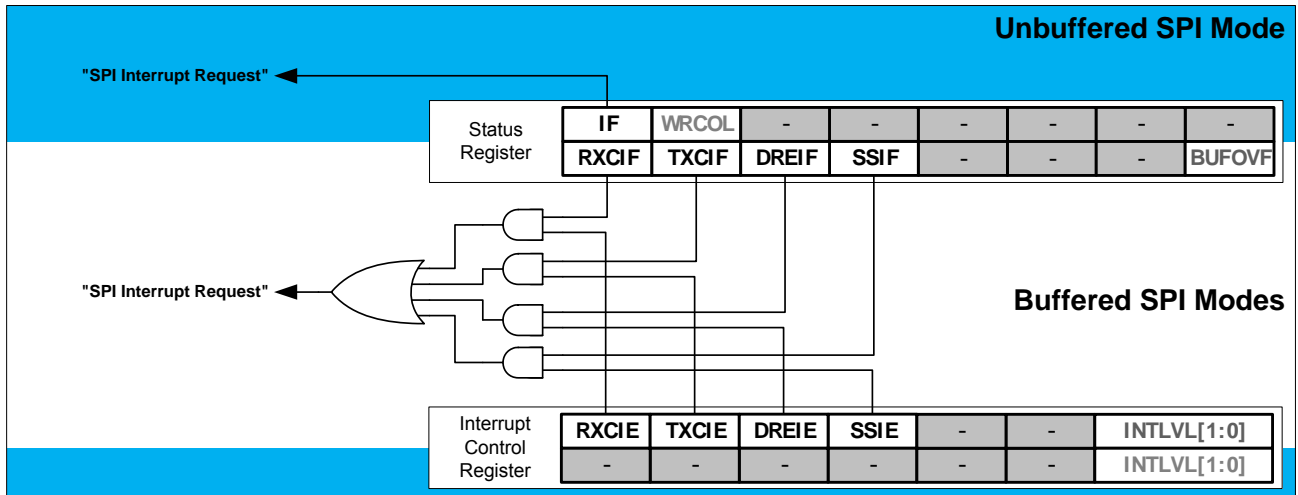 Unbuffered SPI Mode
"SPI Interrupt Request"
Status
Register
IF WRCOL - - - - - -
RXCIF TXCIF DREIF SSIF - - - BUFOVF
"SPI Interrupt Request"
Buffered SPI Modes
Interrupt
Control
Register
RXCIE TXCIE DREIE SSIE - - INTLVL[1:0]
- - - - - - INTLVL[1:0]